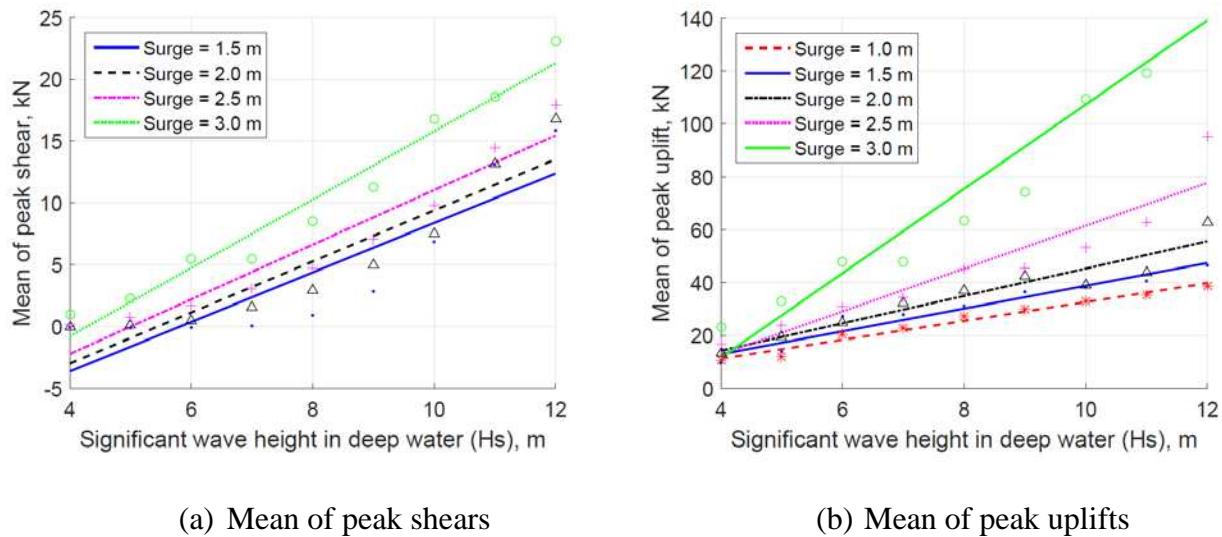 25
20
15
10
5
0
-5
Mean of peak shear, kN
Surge = 1.5 m
Surge = 2.0 m
Surge = 2.5 m
Surge = 3.0 m
4 6 8 10 12
Significant wave height in deep water (Hs), m
(a) Mean of peak shears
140
120
100
80
60
40
20
0
Mean of peak uplift, kN
Surge = 1.0 m
Surge = 1.5 m
Surge = 2.0 m
Surge = 2.5 m
Surge = 3.0 m
4 6 8 10 12
Significant wave height in deep water (Hs), m
(b) Mean of peak uplifts